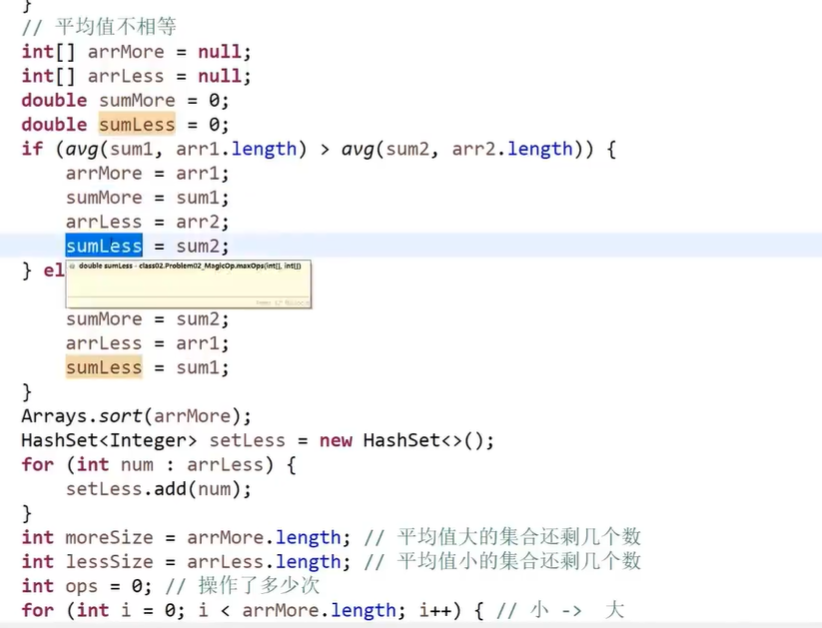 }
// 平均值不相等
int[] arrMore = null;
int[] arrLess = null;
double sumMore = 0;
double sumLess = 0;
if (avg(sum1, arr1.length) > avg(sum2, arr2.length)) {
arrMore = arr1;
sumMore = sum1;
arrLess = arr2;
sumLess = sum2;
} el
double sumLess - class02.Problem02_MagicOp.maxOps(int[], int[])
sumMore = sum2;
arrLess = arr1;
sumLess = sum1;
}
Arrays.sort(arrMore);
HashSet<Integer> setLess = new HashSet<>();
for (int num : arrLess) {
setLess.add(num);
}
int moreSize = arrMore.length; // 平均值大的集合还剩几个数
int lessSize = arrLess.length; // 平均值小的集合还剩几个数
int ops = 0; // 操作了多少次
for (int i = 0; i < arrMore.length; i++) { // 小 -> 大